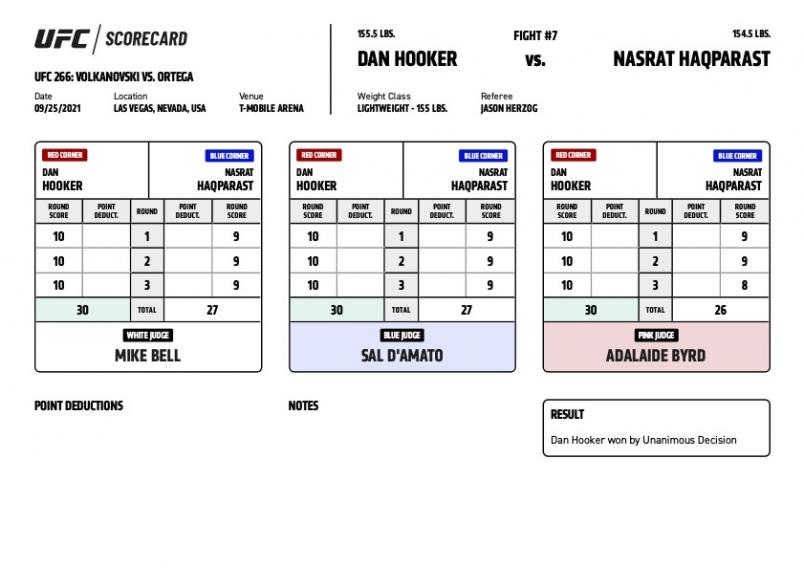 UFC / SCORECARD
UFC 266: VOLKANOVSKI VS. ORTEGA
Date Location Venue
09/25/2021 LAS VEGAS, NEVADA, USA T-MOBILE ARENA
155.5 LBS. FIGHT #7 154.5 LBS.
DAN HOOKER VS. NASRAT HAQPARAST
Weight Class Referee
LIGHTWEIGHT - 155 LBS. JASON HERZOG
RED CORNER BLUE CORNER
DAN NASRAT
HOOKER HAQPARAST
ROUND POINT ROUND POINT ROUND
SCORE DEDUCT. DEDUCT. SCORE
10 1 9
10 2 9
10 3 9
30 TOTAL 27
WHITE JUDGE
MIKE BELL
RED CORNER BLUE CORNER
DAN NASRAT
HOOKER HAQPARAST
ROUND POINT ROUND POINT ROUND
SCORE DEDUCT. DEDUCT. SCORE
10 1 9
10 2 9
10 3 9
30 TOTAL 27
BLUE JUDGE
SAL D'AMATO
RED CORNER BLUE CORNER
DAN NASRAT
HOOKER HAQPARAST
ROUND POINT ROUND POINT ROUND
SCORE DEDUCT. DEDUCT. SCORE
10 1 9
10 2 9
10 3 8
30 TOTAL 26
PINK JUDGE
ADALAIDE BYRD
POINT DEDUCTIONS
NOTES
RESULT
Dan Hooker won by Unanimous Decision